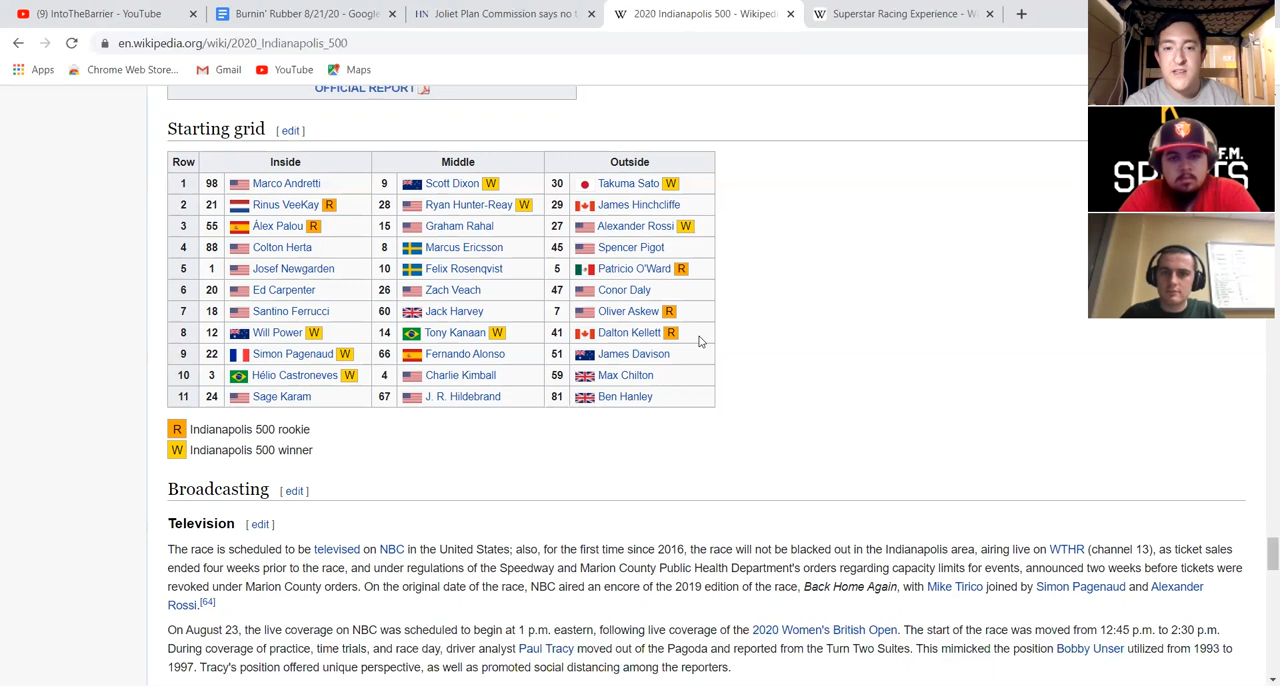 (9) IntoTheBarrier - YouTube
Burnin' Rubber 8/21/20 - Google
HN Joliet Plan Commission says no t
W 2020 Indianapolis 500 - Wikiped
W Superstar Racing Experience - W
en.wikipedia.org/wiki/2020_Indianapolis_500
Apps Chrome Web Store... Gmail YouTube Maps
OFFICIAL REPORT
Starting grid [ edit ]
Row Inside Middle Outside
1 98 Marco Andretti 9 Scott Dixon W 30 Takuma Sato W
2 21 Rinus VeeKay R 28 Ryan Hunter-Reay W 29 James Hinchcliffe
3 55 Álex Palou R 15 Graham Rahal 27 Alexander Rossi W
4 88 Colton Herta 8 Marcus Ericsson 45 Spencer Pigot
5 1 Josef Newgarden 10 Felix Rosenqvist 5 Patricio O'Ward R
6 20 Ed Carpenter 26 Zach Veach 47 Conor Daly
7 18 Santino Ferrucci 60 Jack Harvey 7 Oliver Askew R
8 12 Will Power W 14 Tony Kanaan W 41 Dalton Kellett R
9 22 Simon Pagenaud W 66 Fernando Alonso 51 James Davison
10 3 Hélio Castroneves W 4 Charlie Kimball 59 Max Chilton
11 24 Sage Karam 67 J. R. Hildebrand 81 Ben Hanley
R Indianapolis 500 rookie
W Indianapolis 500 winner
Broadcasting [ edit ]
Television [ edit ]
The race is scheduled to be televised on NBC in the United States; also, for the first time since 2016, the race will not be blacked out in the Indianapolis area, airing live on WTHR (channel 13), as ticket sales
ended four weeks prior to the race, and under regulations of the Speedway and Marion County Public Health Department's orders regarding capacity limits for events, announced two weeks before tickets were
revoked under Marion County orders. On the original date of the race, NBC aired an encore of the 2019 edition of the race, Back Home Again, with Mike Tirico joined by Simon Pagenaud and Alexander
Rossi.[64]
On August 23, the live coverage on NBC was scheduled to begin at 1 p.m. eastern, following live coverage of the 2020 Women's British Open. The start of the race was moved from 12:45 p.m. to 2:30 p.m.
During coverage of practice, time trials, and race day, driver analyst Paul Tracy moved out of the Pagoda and reported from the Turn Two Suites. This mimicked the position Bobby Unser utilized from 1993 to
1997. Tracy's position offered unique perspective, as well as promoted social distancing among the reporters.
F.M.